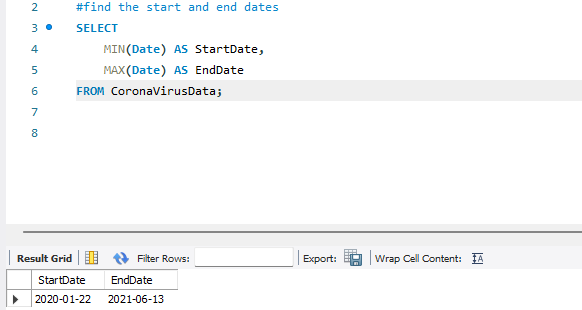 2 #find the start and end dates
3 SELECT
4 MIN(Date) AS StartDate,
5 MAX(Date) AS EndDate
6 FROM CoronaVirusData;
7
8
Result Grid Filter Rows: Export: Wrap Cell Content: IA
StartDate EndDate
2020-01-22 2021-06-13